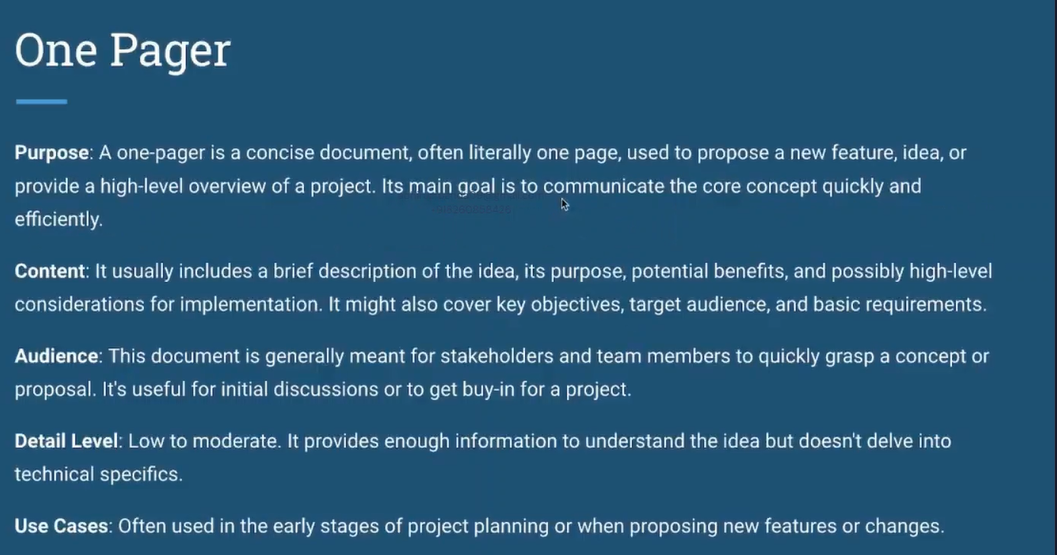 One Pager
Purpose: A one-pager is a concise document, often literally one page, used to propose a new feature, idea, or
provide a high-level overview of a project. Its main goal is to communicate the core concept quickly and
efficiently.
Content: It usually includes a brief description of the idea, its purpose, potential benefits, and possibly high-level
considerations for implementation. It might also cover key objectives, target audience, and basic requirements.
Audience: This document is generally meant for stakeholders and team members to quickly grasp a concept or
proposal. It's useful for initial discussions or to get buy-in for a project.
Detail Level: Low to moderate. It provides enough information to understand the idea but doesn't delve into
technical specifics.
Use Cases: Often used in the early stages of project planning or when proposing new features or changes.